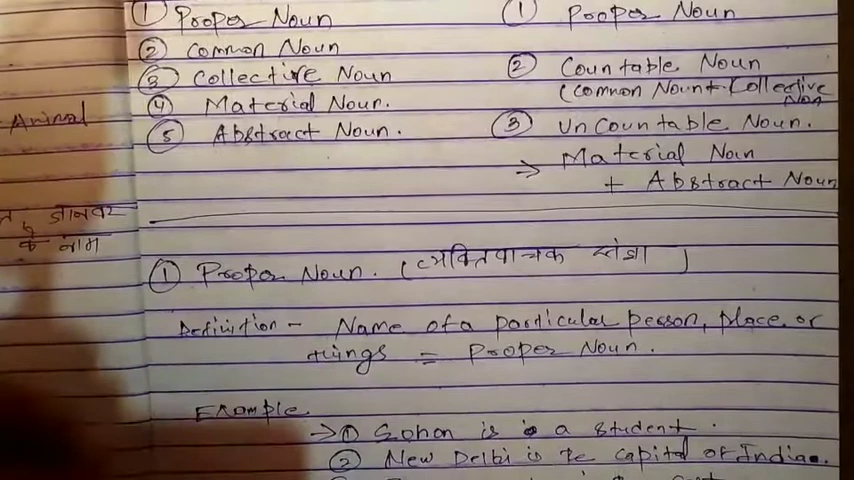 ① Proper Noun
② Common Noun
③ Collective Noun
④ Material Noun.
⑤ Abstract Noun.
① Proper Noun
② Countable Noun
(Common Noun + Collective Noun
③ Uncountable Noun.
→ Material Noun
+ Abstract Noun
Animal
जानवर
के नाम
① Proper Noun. (व्यक्तिवाचक संज्ञा)
Definition - Name of a particular person, place. or
things = Proper Noun.
Example
→ ① Sohan is a student.
② New Delhi is the capital of India.